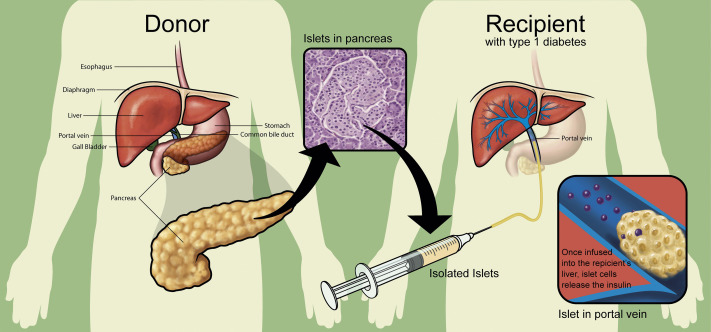 Donor
Esophagus
Diaphragm
Liver
Portal vein
Gall Bladder
Stomach
Common bile duct
Pancreas
Islets in pancreas
Recipient
with type 1 diabetes
Portal vein
Isolated Islets
Once infused
into the repicient's
liver, islet cells
release the insulin
Islet in portal vein